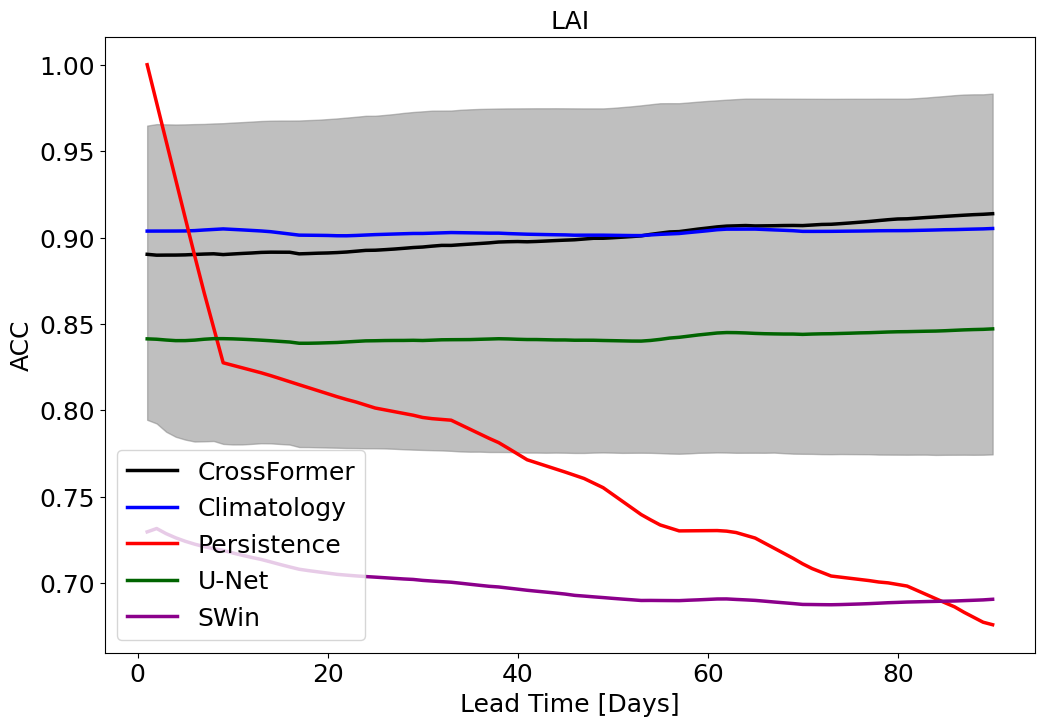 LAI
ACC
1.00
0.95
0.90
0.85
0.80
0.75
0.70
CrossFormer
Climatology
Persistence
U-Net
SWin
0 20 40 60 80
Lead Time [Days]